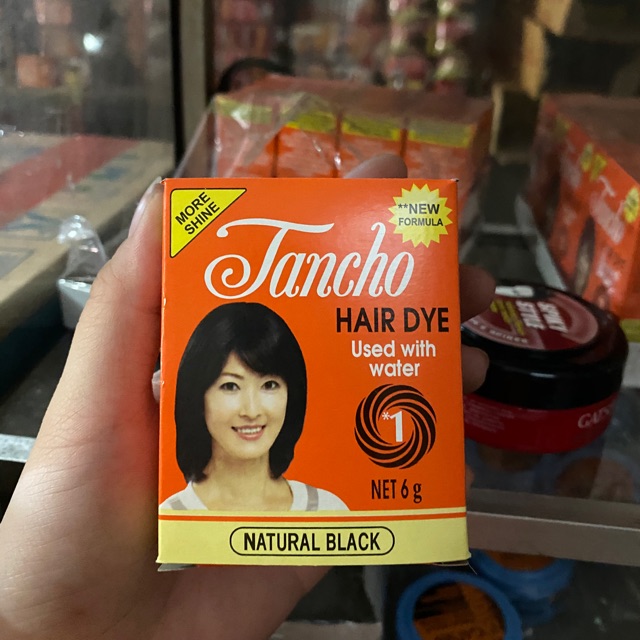 MORE
SHINE
**NEW
FORMULA
Tancho
HAIR DYE
Used with
water
*1
NET 6 g
NATURAL BLACK